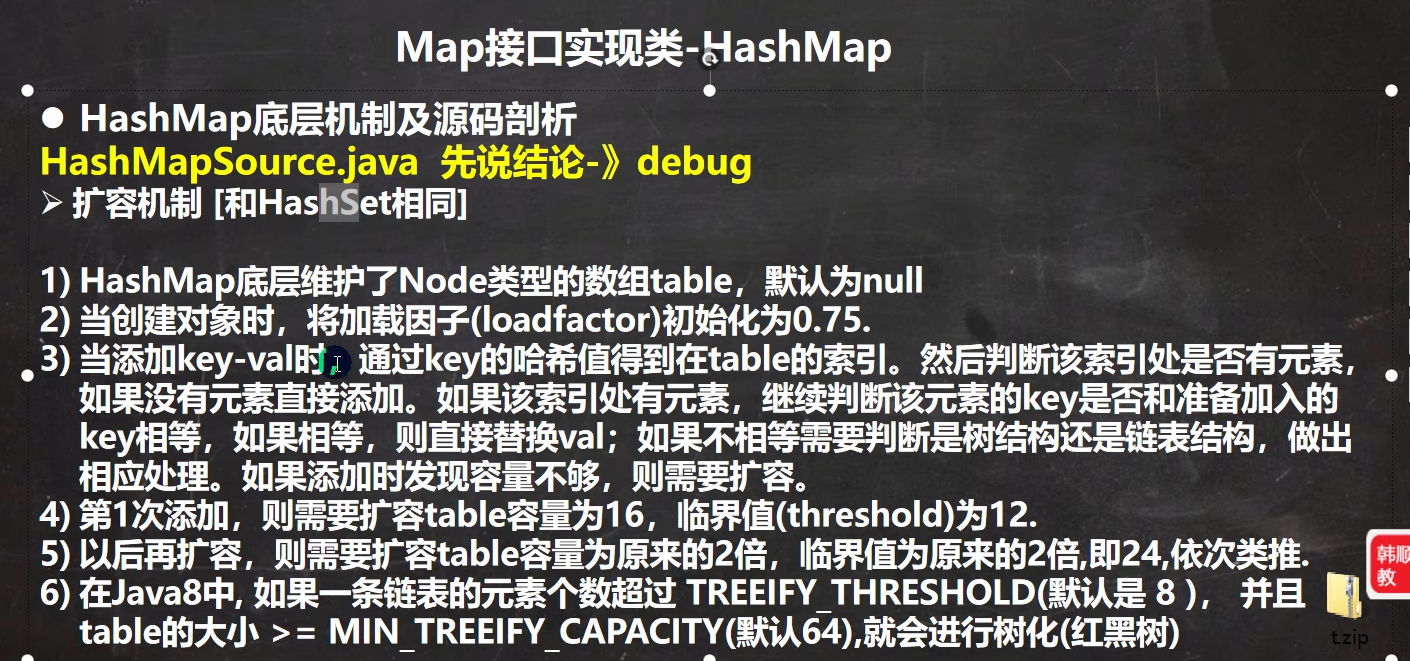 Map接口实现类-HashMap
● HashMap底层机制及源码剖析
HashMapSource.java 先说结论-》debug
➢ 扩容机制 [和HashSet相同]
1) HashMap底层维护了Node类型的数组table，默认为null
2) 当创建对象时，将加载因子(loadfactor)初始化为0.75.
3) 当添加key-val时，通过key的哈希值得到在table的索引。然后判断该索引处是否有元素，
如果没有元素直接添加。如果该索引处有元素，继续判断该元素的key是否和准备加入的
key相等，如果相等，则直接替换val；如果不相等需要判断是树结构还是链表结构，做出
相应处理。如果添加时发现容量不够，则需要扩容。
4) 第1次添加，则需要扩容table容量为16，临界值(threshold)为12.
5) 以后再扩容，则需要扩容table容量为原来的2倍，临界值为原来的2倍,即24,依次类推.
6) 在Java8中, 如果一条链表的元素个数超过 TREEIFY_THRESHOLD(默认是 8 )， 并且
table的大小 >= MIN_TREEIFY_CAPACITY(默认64),就会进行树化(红黑树)
韩顺
教
t.zip